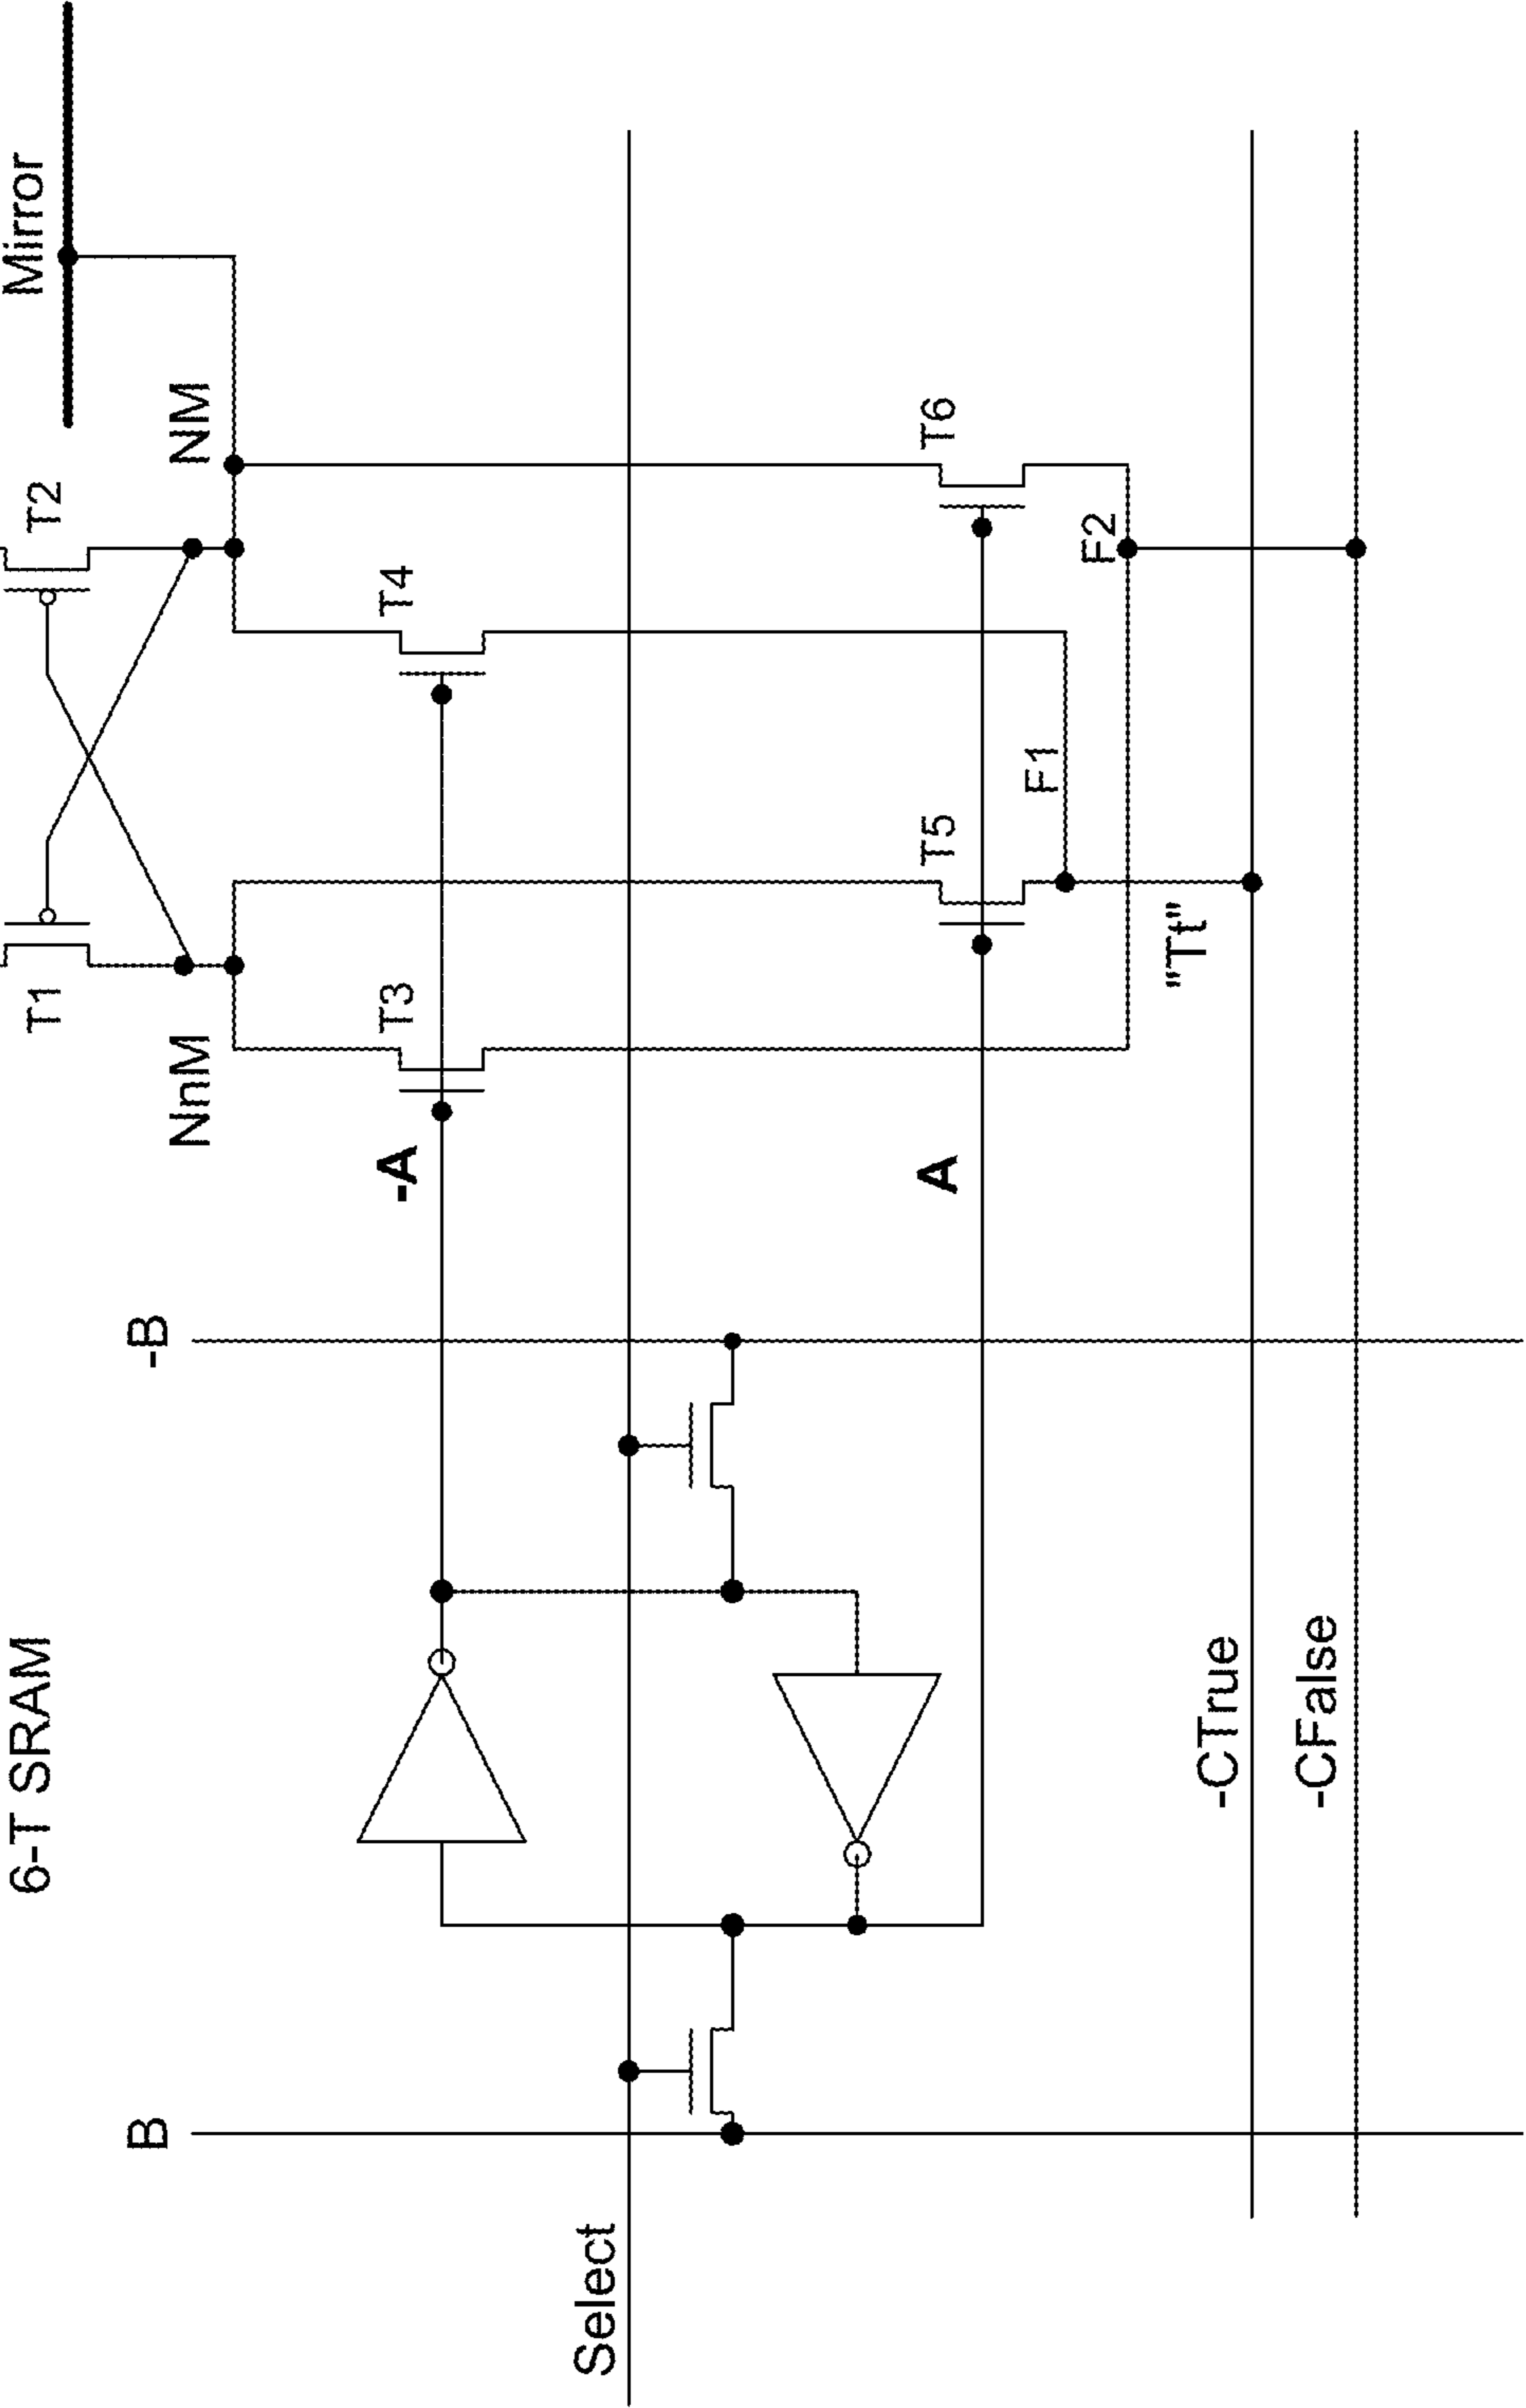 6-T SRAM
Mirror
T1
T2
B
-B
NnM
NM
T3
T4
-A
Select
T5
T6
A
F1
F2
"Tt"
-CTrue
-CFalse